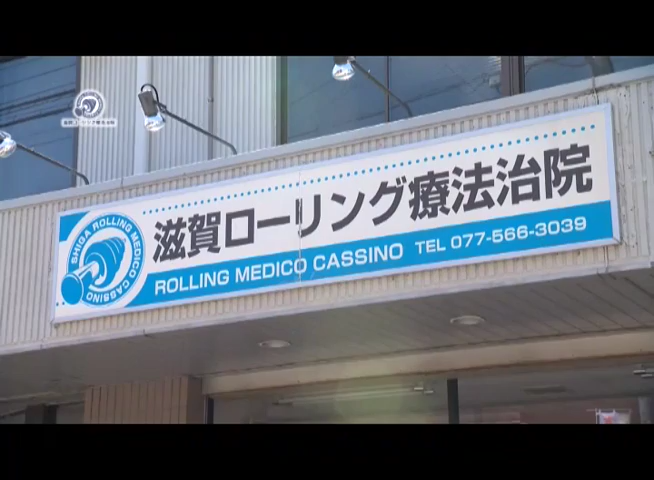 滋賀ローリング療法治院
ROLLING MEDICO CASSINO TEL 077-566-3039
SHIGA ROLLING MEDICO CASSINO